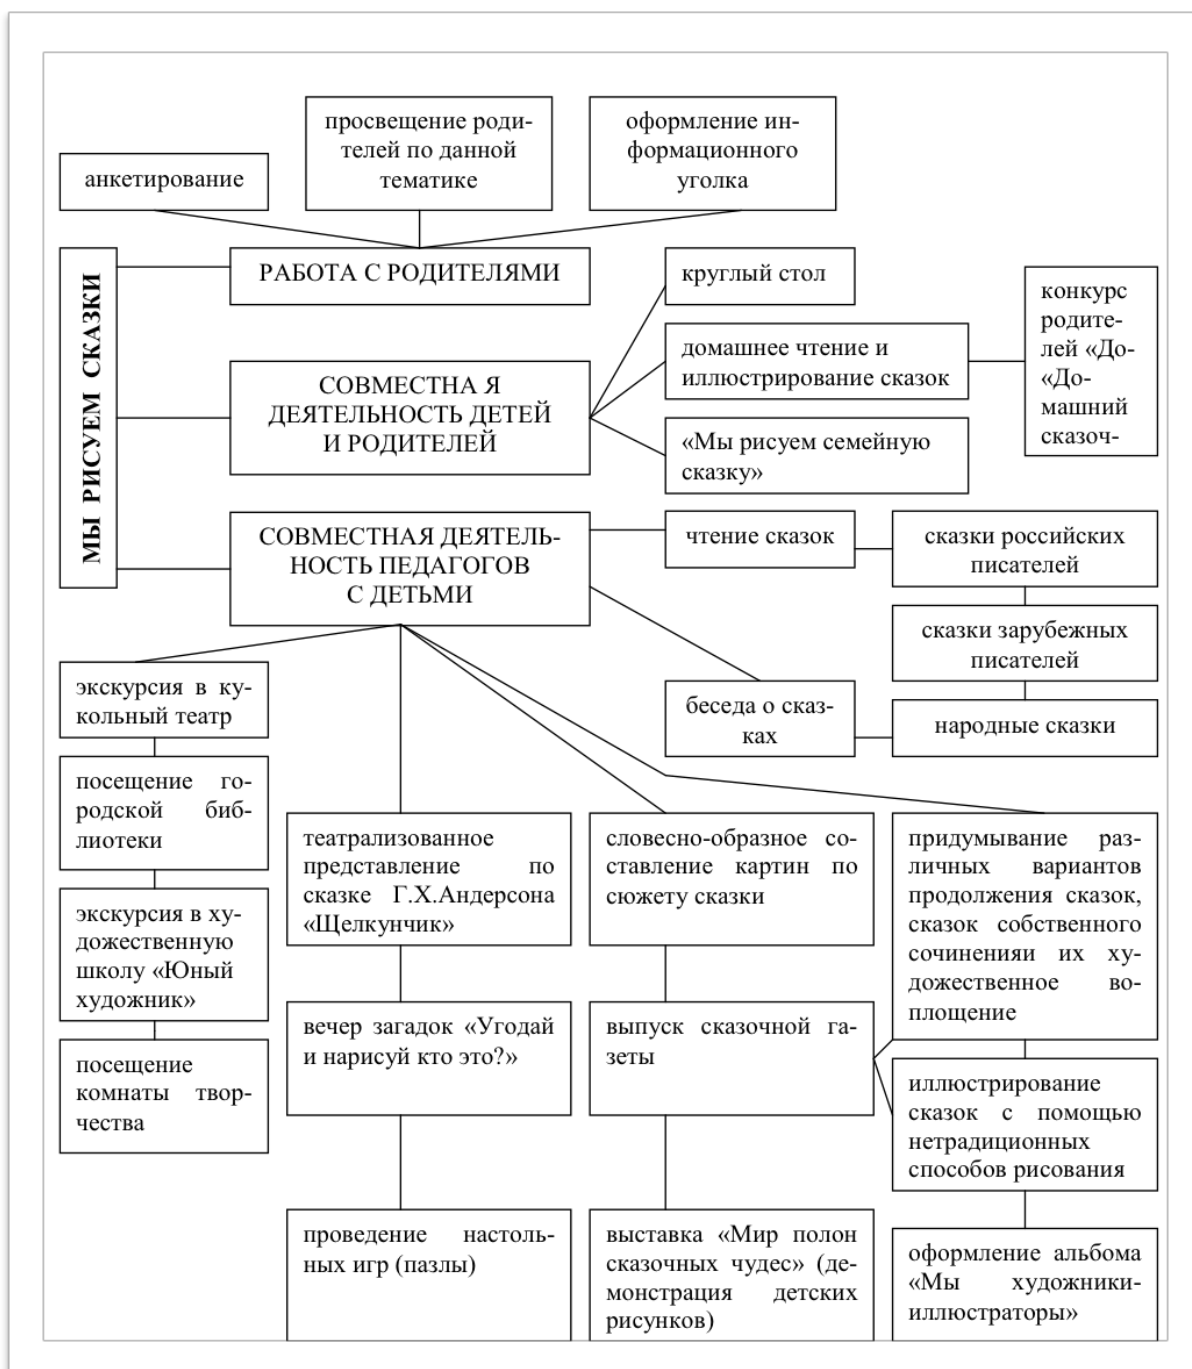 анкетирование
просвещение роди-
телей по данной
тематике
оформление ин-
формационного
уголка
МЫ РИСУЕМ СКАЗКИ
РАБОТА С РОДИТЕЛЯМИ
круглый стол
домашнее чтение и
иллюстрирование сказок
конкурс
родите-
лей «До-
«До-
машний
сказоч-
СОВМЕСТНА Я
ДЕЯТЕЛЬНОСТЬ ДЕТЕЙ
И РОДИТЕЛЕЙ
«Мы рисуем семейную
сказку»
СОВМЕСТНАЯ ДЕЯТЕЛЬ-
НОСТЬ ПЕДАГОГОВ
С ДЕТЬМИ
чтение сказок
сказки российских
писателей
сказки зарубежных
писателей
беседа о сказ-
ках
народные сказки
экскурсия в ку-
кольный театр
посещение го-
родской биб-
лиотеки
экскурсия в ху-
дожественную
школу «Юный
художник»
посещение
комнаты твор-
чества
театрализованное
представление по
сказке Г.Х.Андерсона
«Щелкунчик»
вечер загадок «Угодай
и нарисуй кто это?»
проведение настоль-
ных игр (пазлы)
словесно-образное со-
ставление картин по
сюжету сказки
выпуск сказочной га-
зеты
выставка «Мир полон
сказочных чудес» (де-
монстрация детских
рисунков)
придумывание раз-
личных вариантов
продолжения сказок,
сказок собственного
сочиненияи их ху-
дожественное во-
площение
иллюстрирование
сказок с помощью
нетрадиционных
способов рисования
оформление альбома
«Мы художники-
иллюстраторы»